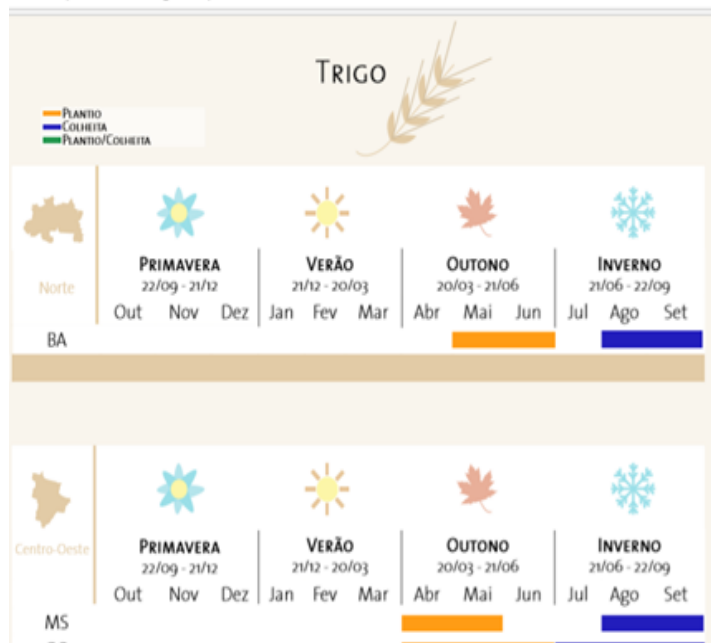 TRIGO
PLANTIO
COLHEITA
PLANTIO/COLHEITA
Norte
PRIMAVERA VERÃO OUTONO INVERNO
22/09 - 21/12 21/12 - 20/03 20/03 - 21/06 21/06 - 22/09
Out Nov Dez Jan Fev Mar Abr Mai Jun Jul Ago Set
BA
Centro-Oeste
PRIMAVERA VERÃO OUTONO INVERNO
22/09 - 21/12 21/12 - 20/03 20/03 - 21/06 21/06 - 22/09
Out Nov Dez Jan Fev Mar Abr Mai Jun Jul Ago Set
MS